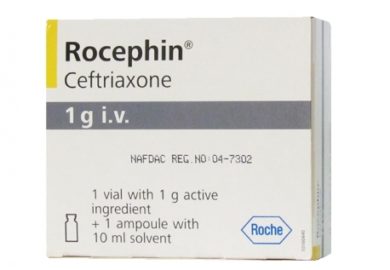 Rocephin®
Ceftriaxone
1 g i.v.
NAFDAC REG.NO:04-7302
1 vial with 1 g active
ingredient
+ 1 ampoule with
10 ml solvent
Roche